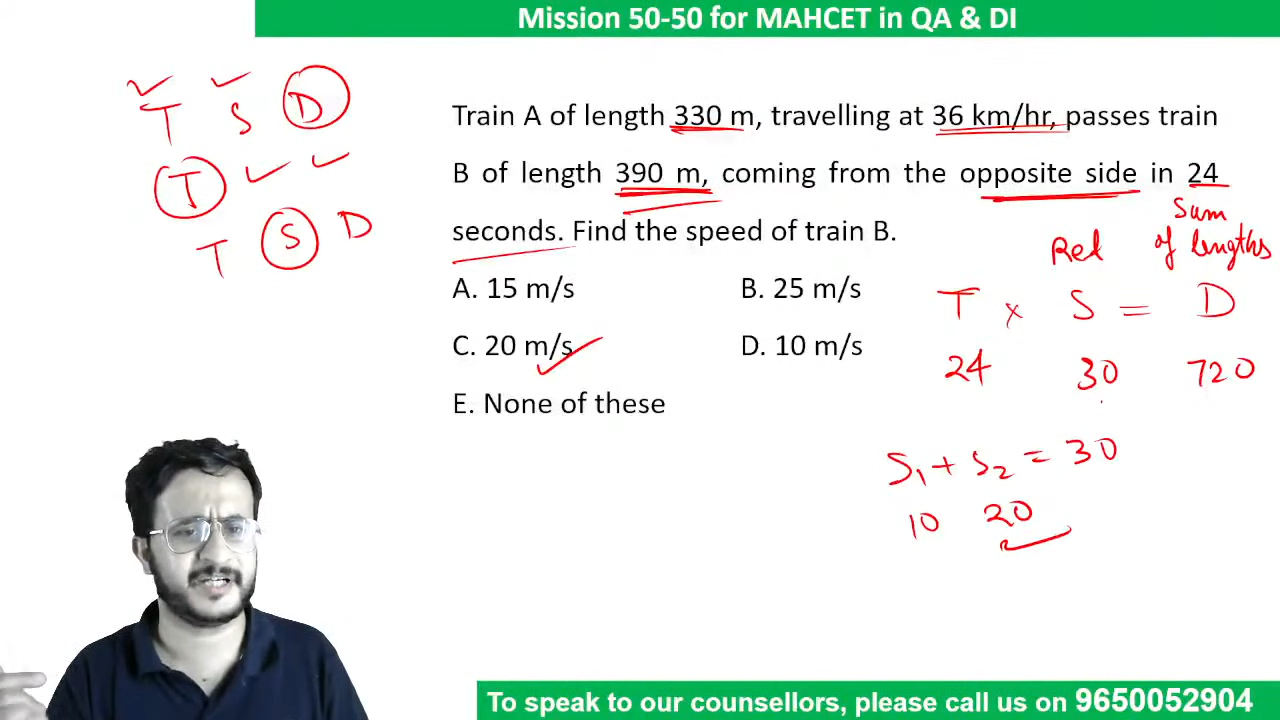 Mission 50-50 for MAHCET in QA & DI
T S D
T
T S D
Train A of length 330 m, travelling at 36 km/hr, passes train
B of length 390 m, coming from the opposite side in 24
seconds. Find the speed of train B.
A. 15 m/s B. 25 m/s
C. 20 m/s D. 10 m/s
E. None of these
Sum
Rel of lengths
T × S = D
24 30 720
S₁ + S₂ = 30
10 20
To speak to our counsellors, please call us on 9650052904